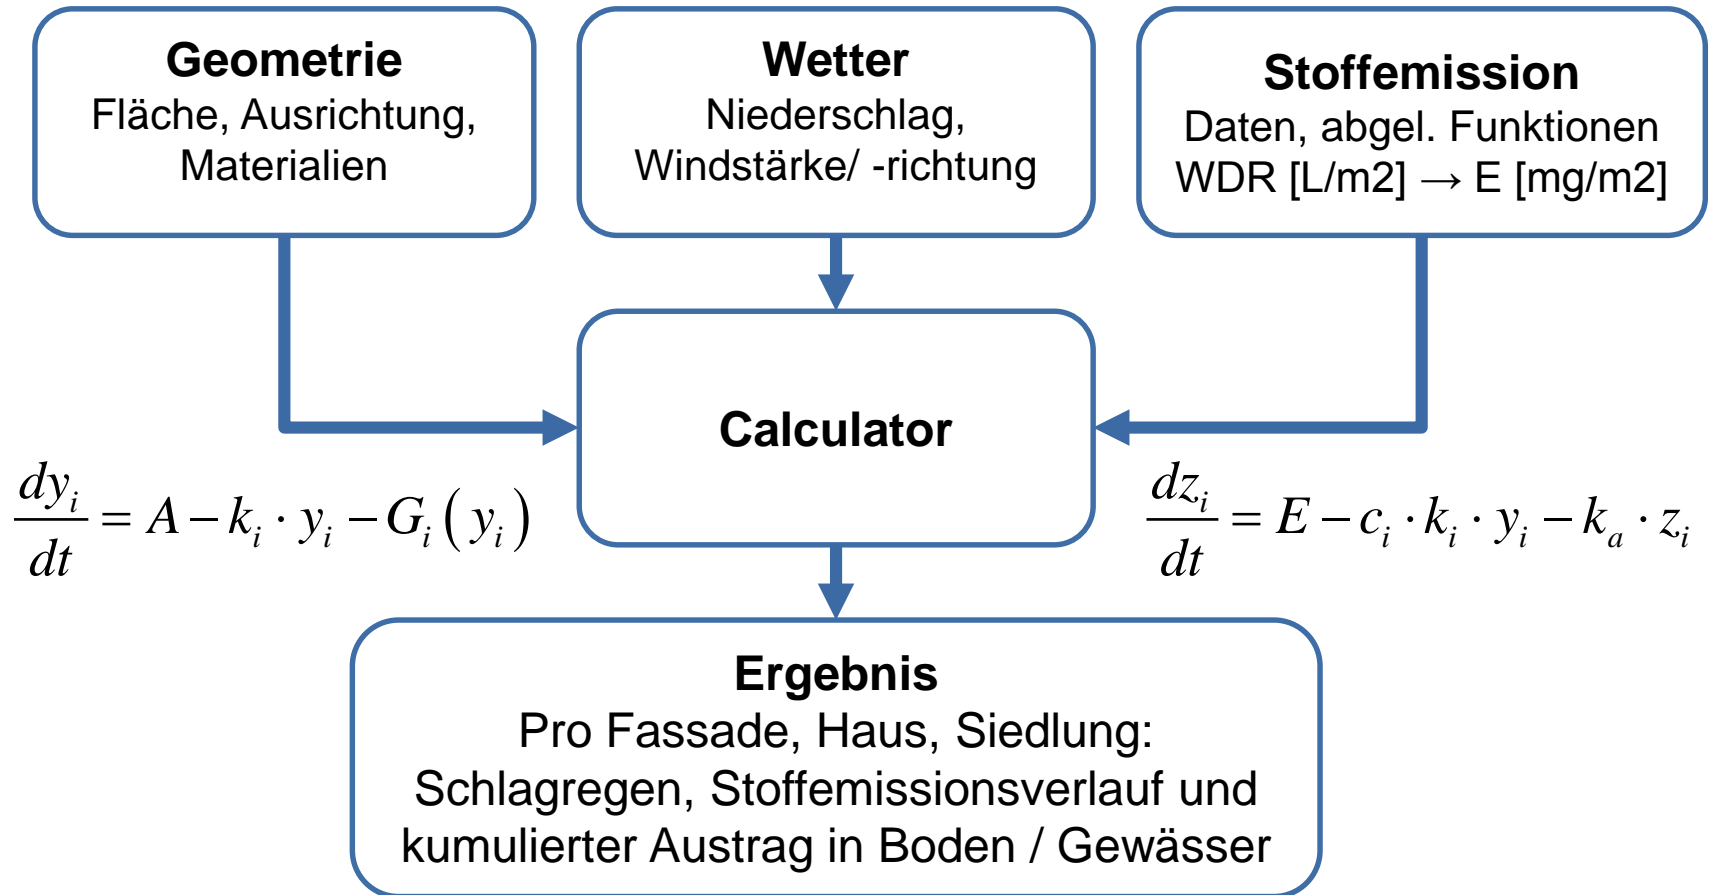 Geometrie
Fläche, Ausrichtung,
Materialien
Wetter
Niederschlag,
Windstärke/ -richtung
Stoffemission
Daten, abgel. Funktionen
WDR [L/m2] → E [mg/m2]
Calculator
dy_i/dt = A − k_i · y_i − G_i(y_i)
dz_i/dt = E − c_i · k_i · y_i − k_a · z_i
Ergebnis
Pro Fassade, Haus, Siedlung:
Schlagregen, Stoffemissionsverlauf und
kumulierter Austrag in Boden / Gewässer